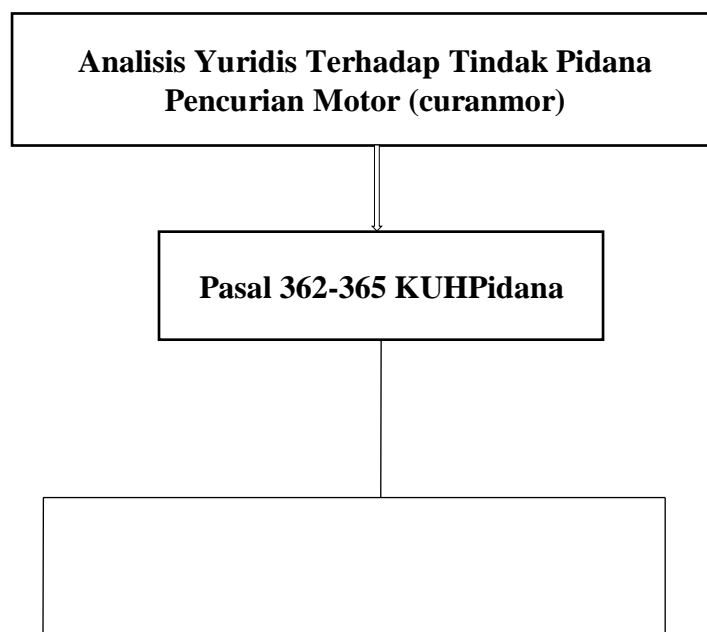 Analisis Yuridis Terhadap Tindak Pidana
Pencurian Motor (curanmor)
Pasal 362-365 KUHPidana